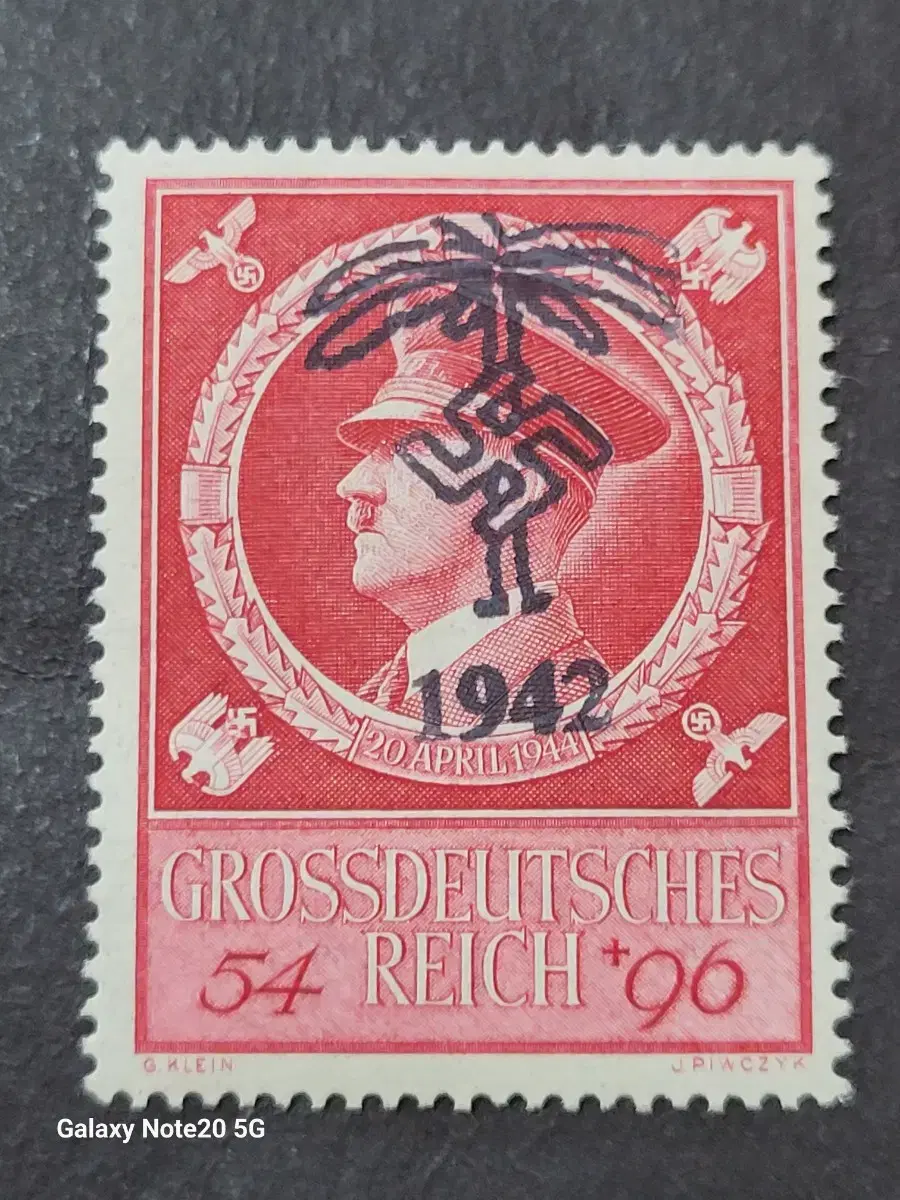 1942
20 APRIL 1944
GROSSDEUTSCHES
54 REICH +96
G. KLEIN J. PIWCZYK
Galaxy Note20 5G